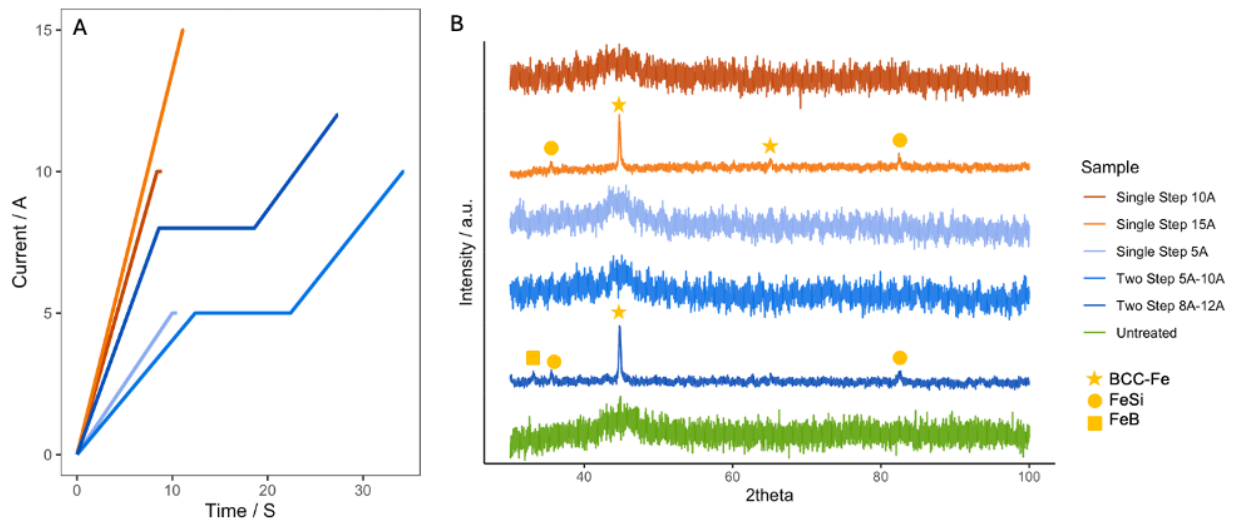 A
15
10
5
0
Current / A
0
10
20
30
Time / S
B
Intensity / a.u.
40
60
80
100
2theta
Sample
Single Step 10A
Single Step 15A
Single Step 5A
Two Step 5A-10A
Two Step 8A-12A
Untreated
BCC-Fe
FeSi
FeB